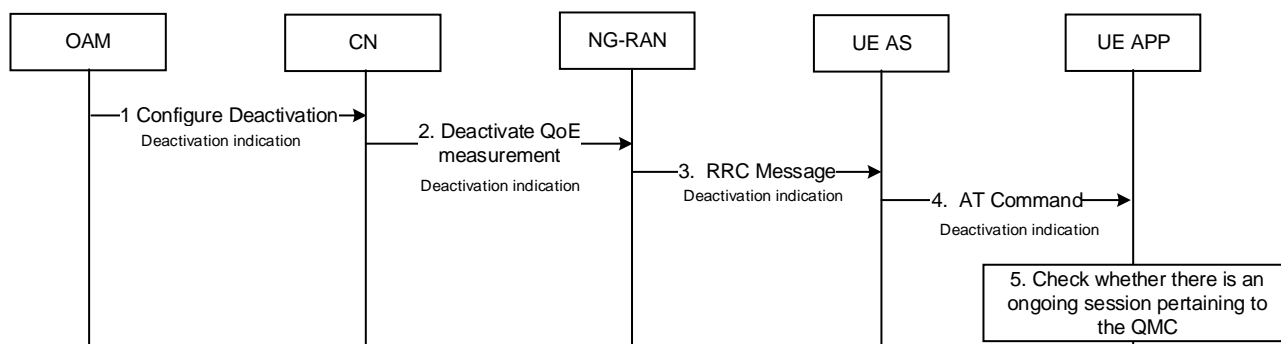 OAM
CN
NG-RAN
UE AS
UE APP
1 Configure Deactivation
Deactivation indication
2. Deactivate QoE
measurement
Deactivation indication
3. RRC Message
Deactivation indication
4. AT Command
Deactivation indication
5. Check whether there is an
ongoing session pertaining to
the QMC